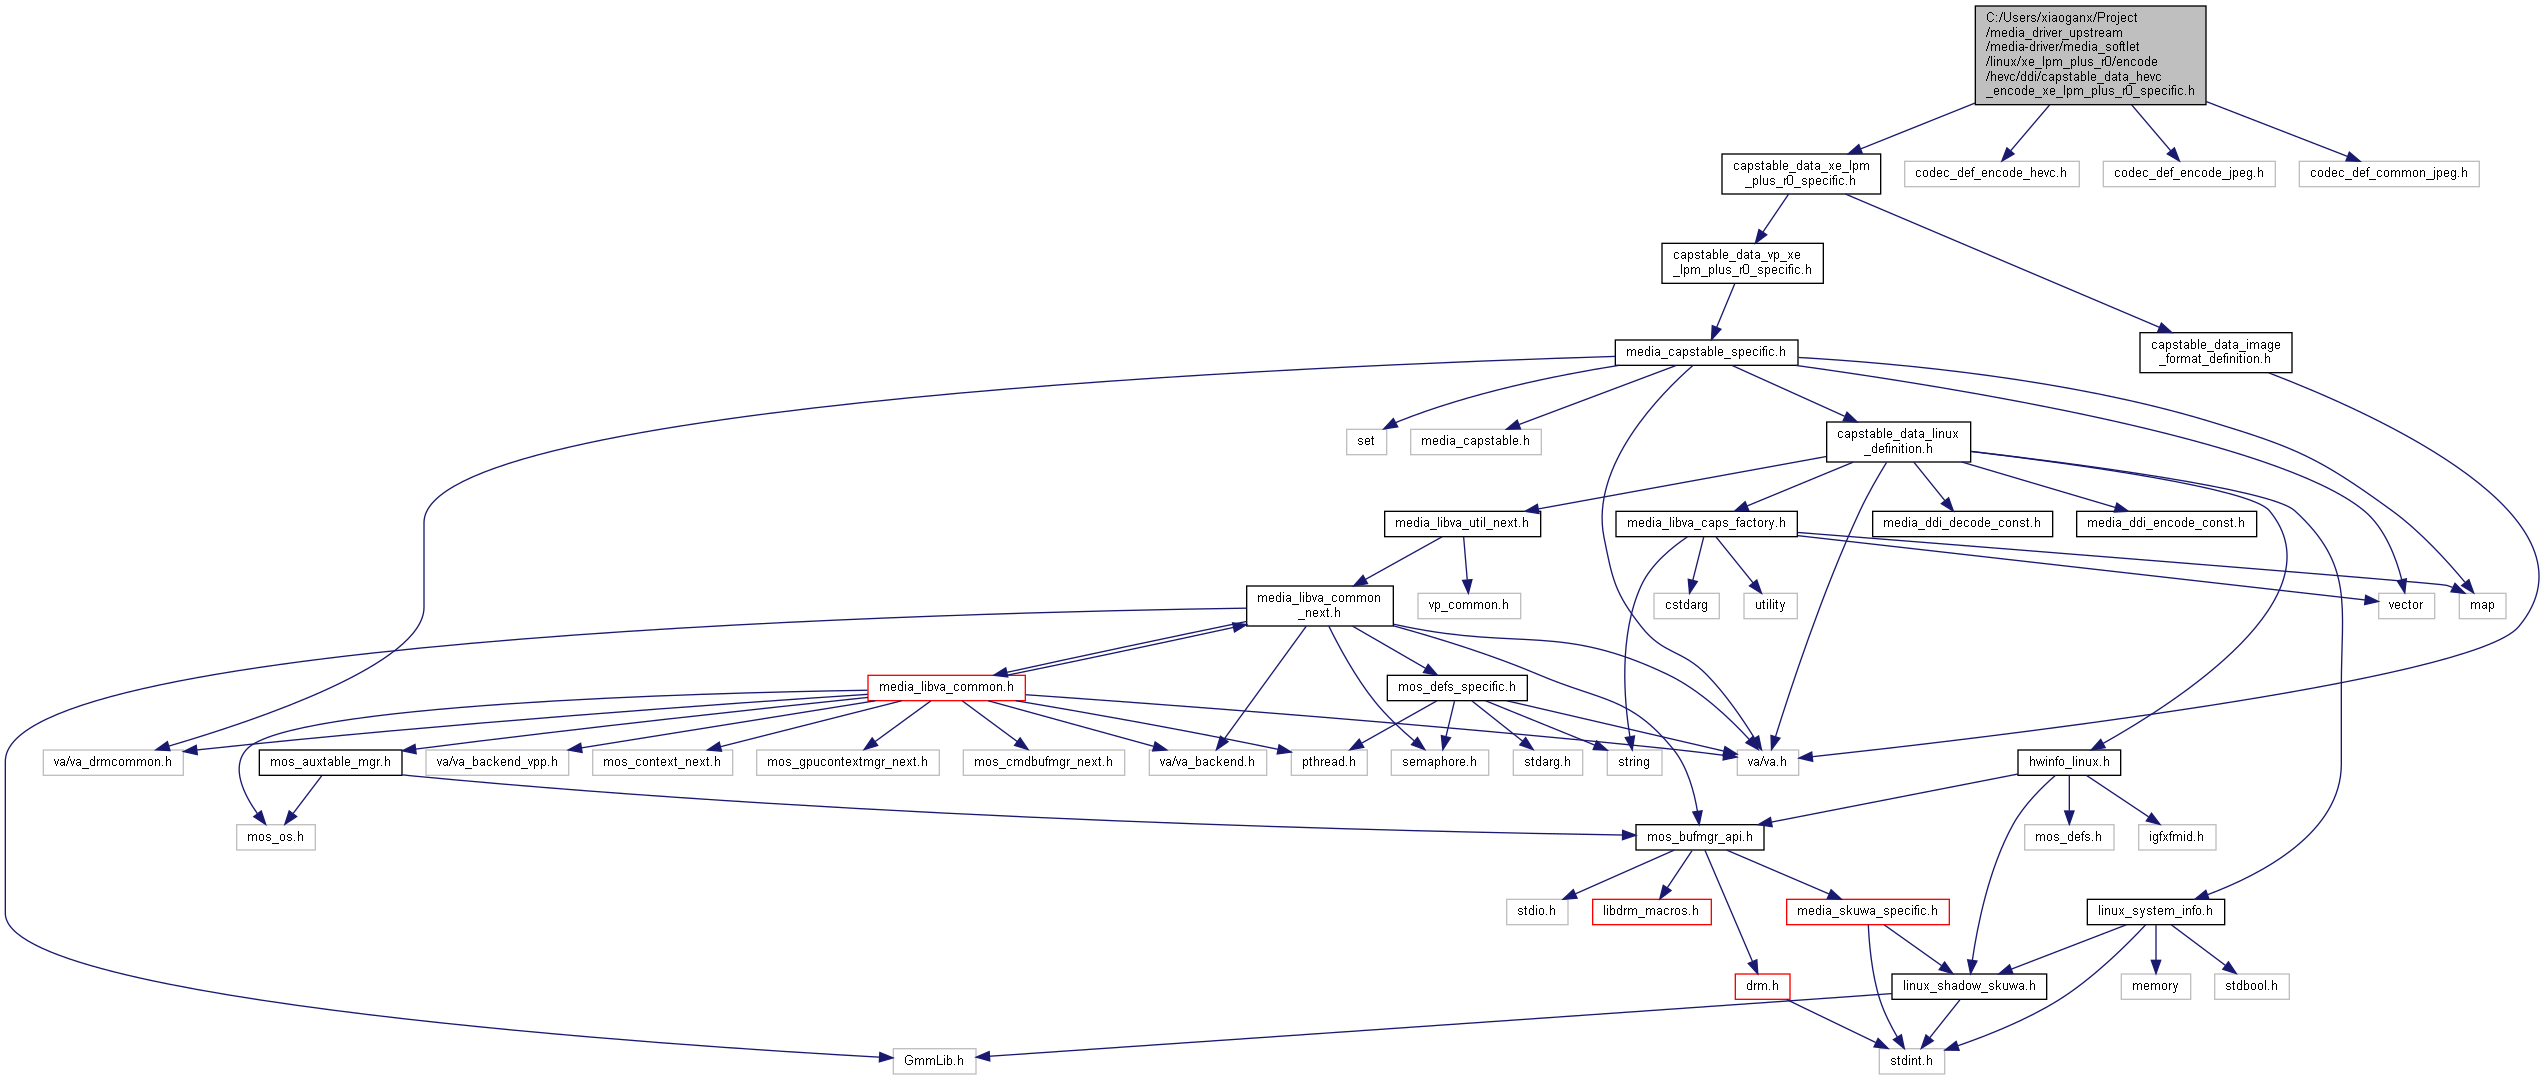 C:/Users/xiaoganx/Project
/media_driver_upstream
/media-driver/media_softlet
/linux/xe_lpm_plus_r0/encode
/hevc/ddi/capstable_data_hevc
_encode_xe_lpm_plus_r0_specific.h
capstable_data_xe_lpm
_plus_r0_specific.h
codec_def_encode_hevc.h
codec_def_encode_jpeg.h
codec_def_common_jpeg.h
capstable_data_vp_xe
_lpm_plus_r0_specific.h
media_capstable_specific.h
capstable_data_image
_format_definition.h
set
media_capstable.h
capstable_data_linux
_definition.h
media_libva_util_next.h
media_libva_caps_factory.h
media_ddi_decode_const.h
media_ddi_encode_const.h
media_libva_common
_next.h
vp_common.h
cstdarg
utility
vector
map
media_libva_common.h
mos_defs_specific.h
va/va_drmcommon.h
mos_auxtable_mgr.h
va/va_backend_vpp.h
mos_context_next.h
mos_gpucontextmgr_next.h
mos_cmdbufmgr_next.h
va/va_backend.h
pthread.h
semaphore.h
stdarg.h
string
va/va.h
hwinfo_linux.h
mos_os.h
mos_bufmgr_api.h
mos_defs.h
igfxfmid.h
stdio.h
libdrm_macros.h
media_skuwa_specific.h
linux_system_info.h
drm.h
linux_shadow_skuwa.h
memory
stdbool.h
GmmLib.h
stdint.h